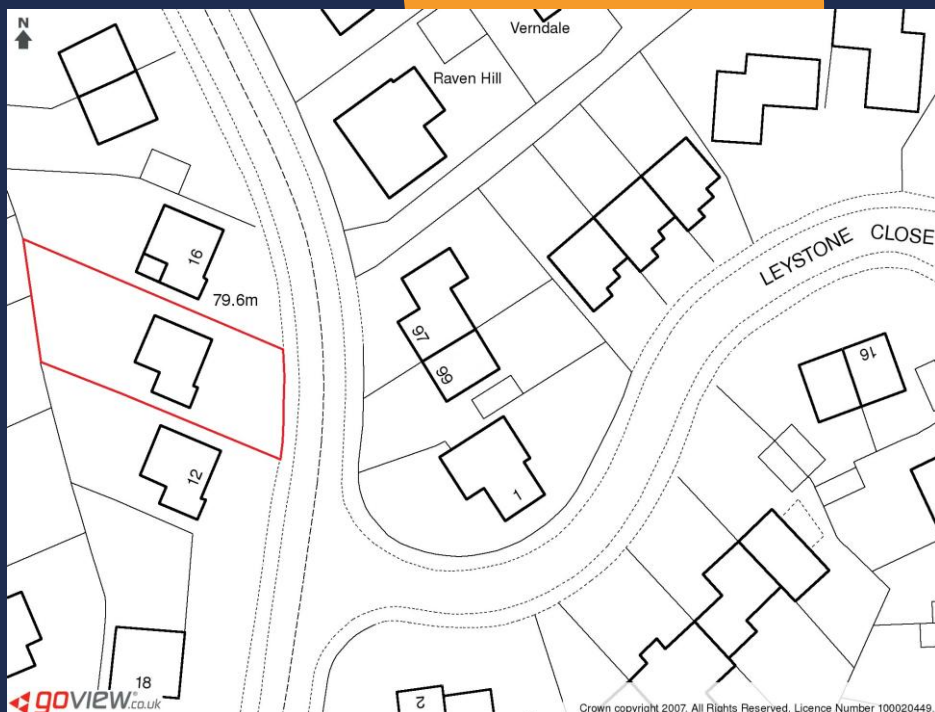 N
Verndale
Raven Hill
16
79.6m
LEYSTONE CLOSE
97
99
16
12
1
18
2
goview.co.uk
Crown copyright 2007. All Rights Reserved. Licence Number 100020449.